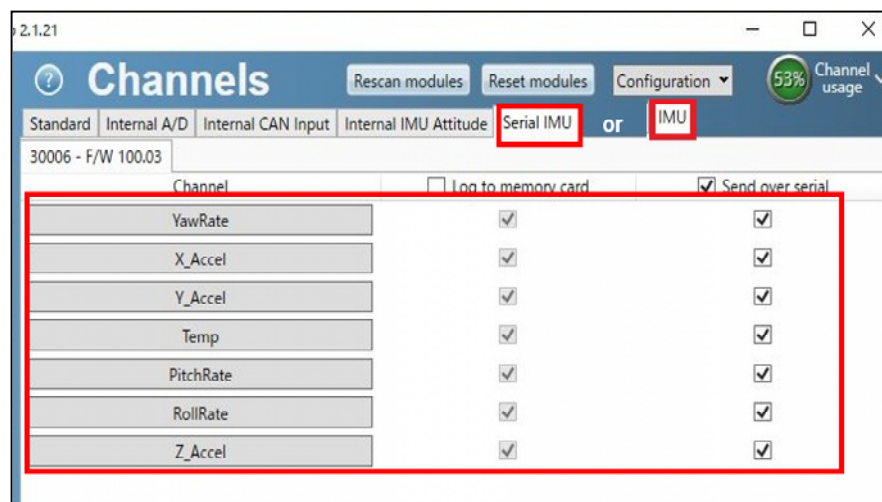 2.1.21
? Channels Rescan modules Reset modules Configuration 53% Channel usage
Standard Internal A/D Internal CAN Input Internal IMU Attitude Serial IMU or IMU
30006 - F/W 100.03
Channel Log to memory card Send over serial
YawRate
X_Accel
Y_Accel
Temp
PitchRate
RollRate
Z_Accel